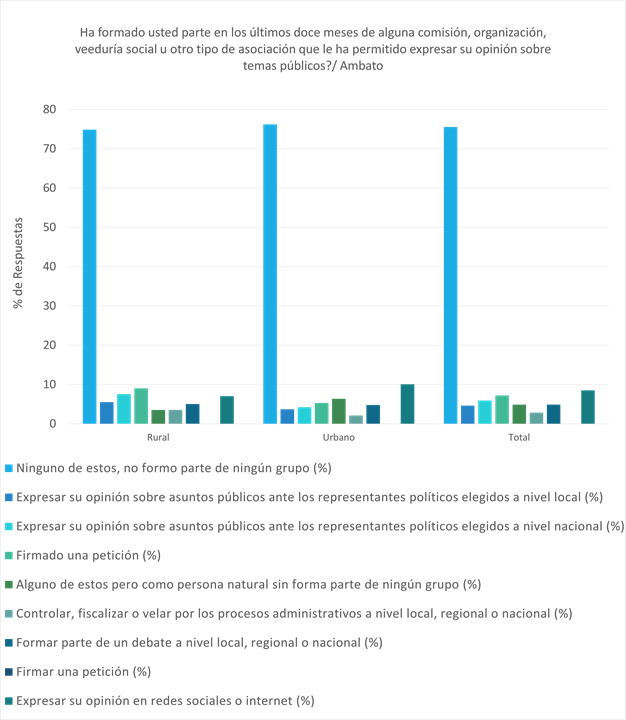 Ha formado usted parte en los últimos doce meses de alguna comisión, organización,
veeduría social u otro tipo de asociación que le ha permitido expresar su opinión sobre
temas públicos?/ Ambato
80
70
60
50
40
30
20
10
0
% de Respuestas
Rural
Urbano
Total
Ninguno de estos, no formo parte de ningún grupo (%)
Expresar su opinión sobre asuntos públicos ante los representantes políticos elegidos a nivel local (%)
Expresar su opinión sobre asuntos públicos ante los representantes políticos elegidos a nivel nacional (%)
Firmado una petición (%)
Alguno de estos pero como persona natural sin forma parte de ningún grupo (%)
Controlar, fiscalizar o velar por los procesos administrativos a nivel local, regional o nacional (%)
Formar parte de un debate a nivel local, regional o nacional (%)
Firmar una petición (%)
Expresar su opinión en redes sociales o internet (%)